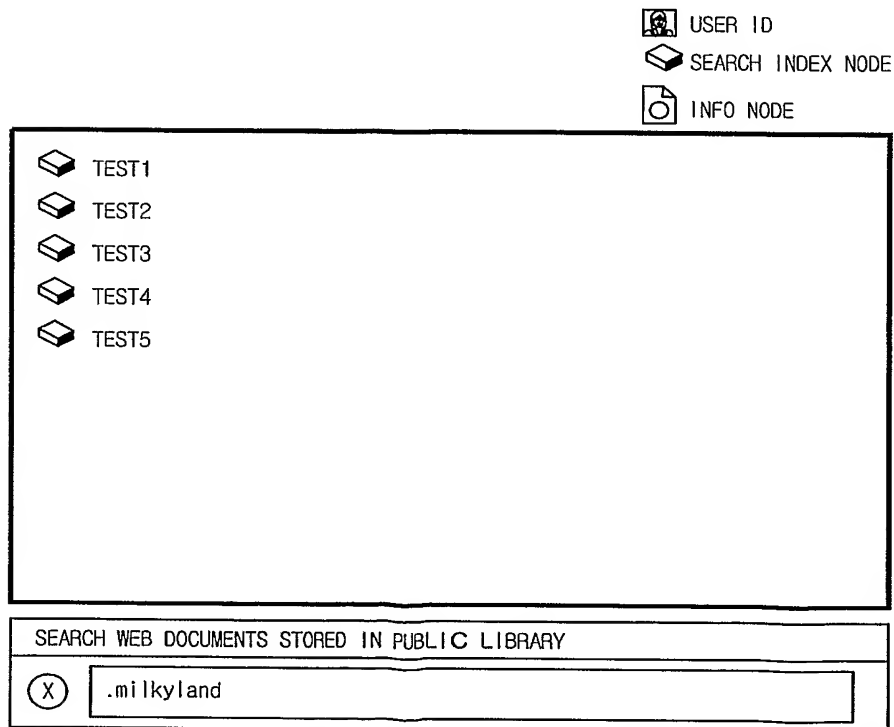 USER ID
SEARCH INDEX NODE
INFO NODE
TEST1
TEST2
TEST3
TEST4
TEST5
SEARCH WEB DOCUMENTS STORED IN PUBLIC LIBRARY
X
.milkyland